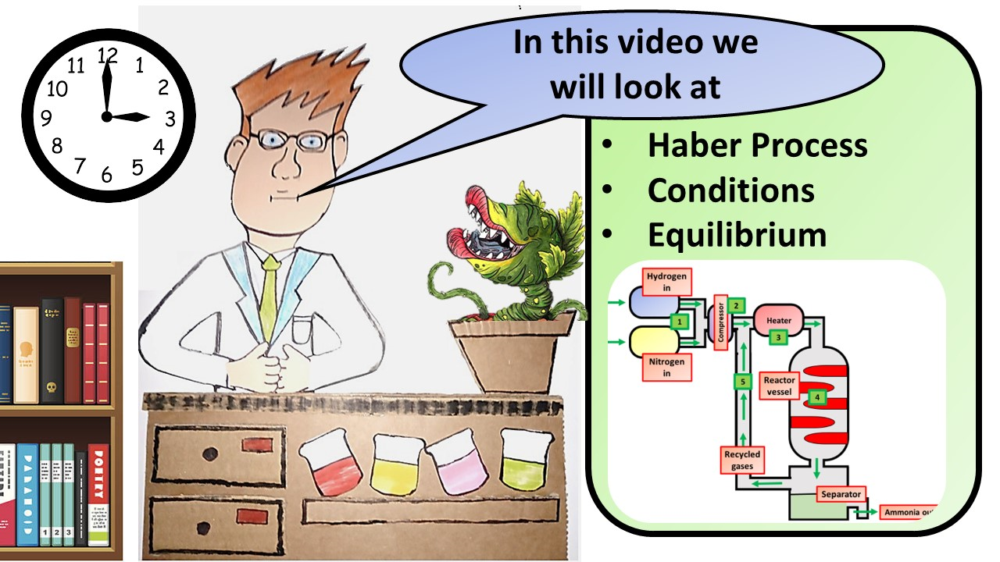 In this video we
will look at
• Haber Process
• Conditions
• Equilibrium
12
11
1
10
2
9
3
8
4
7
5
6
Hydrogen
in
Nitrogen
in
1
Compressor
2
Heater
3
Reactor
vessel
4
5
Recycled
gases
Separator
Ammonia ou
PARANOID
1 2 3
POETRY